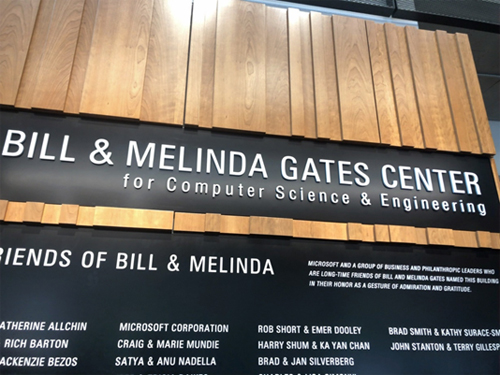 BILL & MELINDA GATES CENTER
for Computer Science & Engineering
FRIENDS OF BILL & MELINDA
MICROSOFT AND A GROUP OF BUSINESS AND PHILANTHROPIC LEADERS WHO
ARE LONG-TIME FRIENDS OF BILL AND MELINDA GATES NAMED THIS BUILDING
IN THEIR HONOR AS A GESTURE OF ADMIRATION AND GRATITUDE.
CATHERINE ALLCHIN
MICROSOFT CORPORATION
ROB SHORT & EMER DOOLEY
BRAD SMITH & KATHY SURACE-SM
& RICH BARTON
CRAIG & MARIE MUNDIE
HARRY SHUM & KA YAN CHAN
JOHN STANTON & TERRY GILLESP
MACKENZIE BEZOS
SATYA & ANU NADELLA
BRAD & JAN SILVERBERG